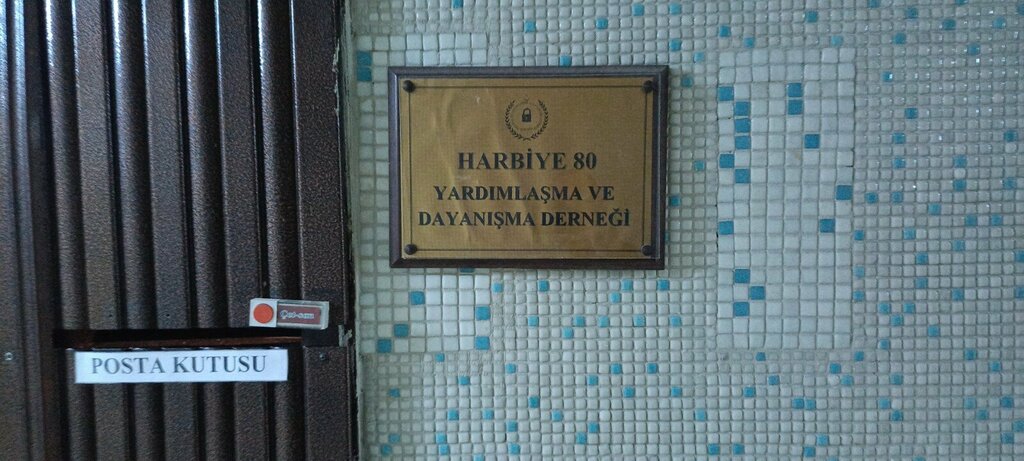 HARBİYE 80
YARDIMLAŞMA VE
DAYANIŞMA DERNEĞİ
POSTA KUTUSU